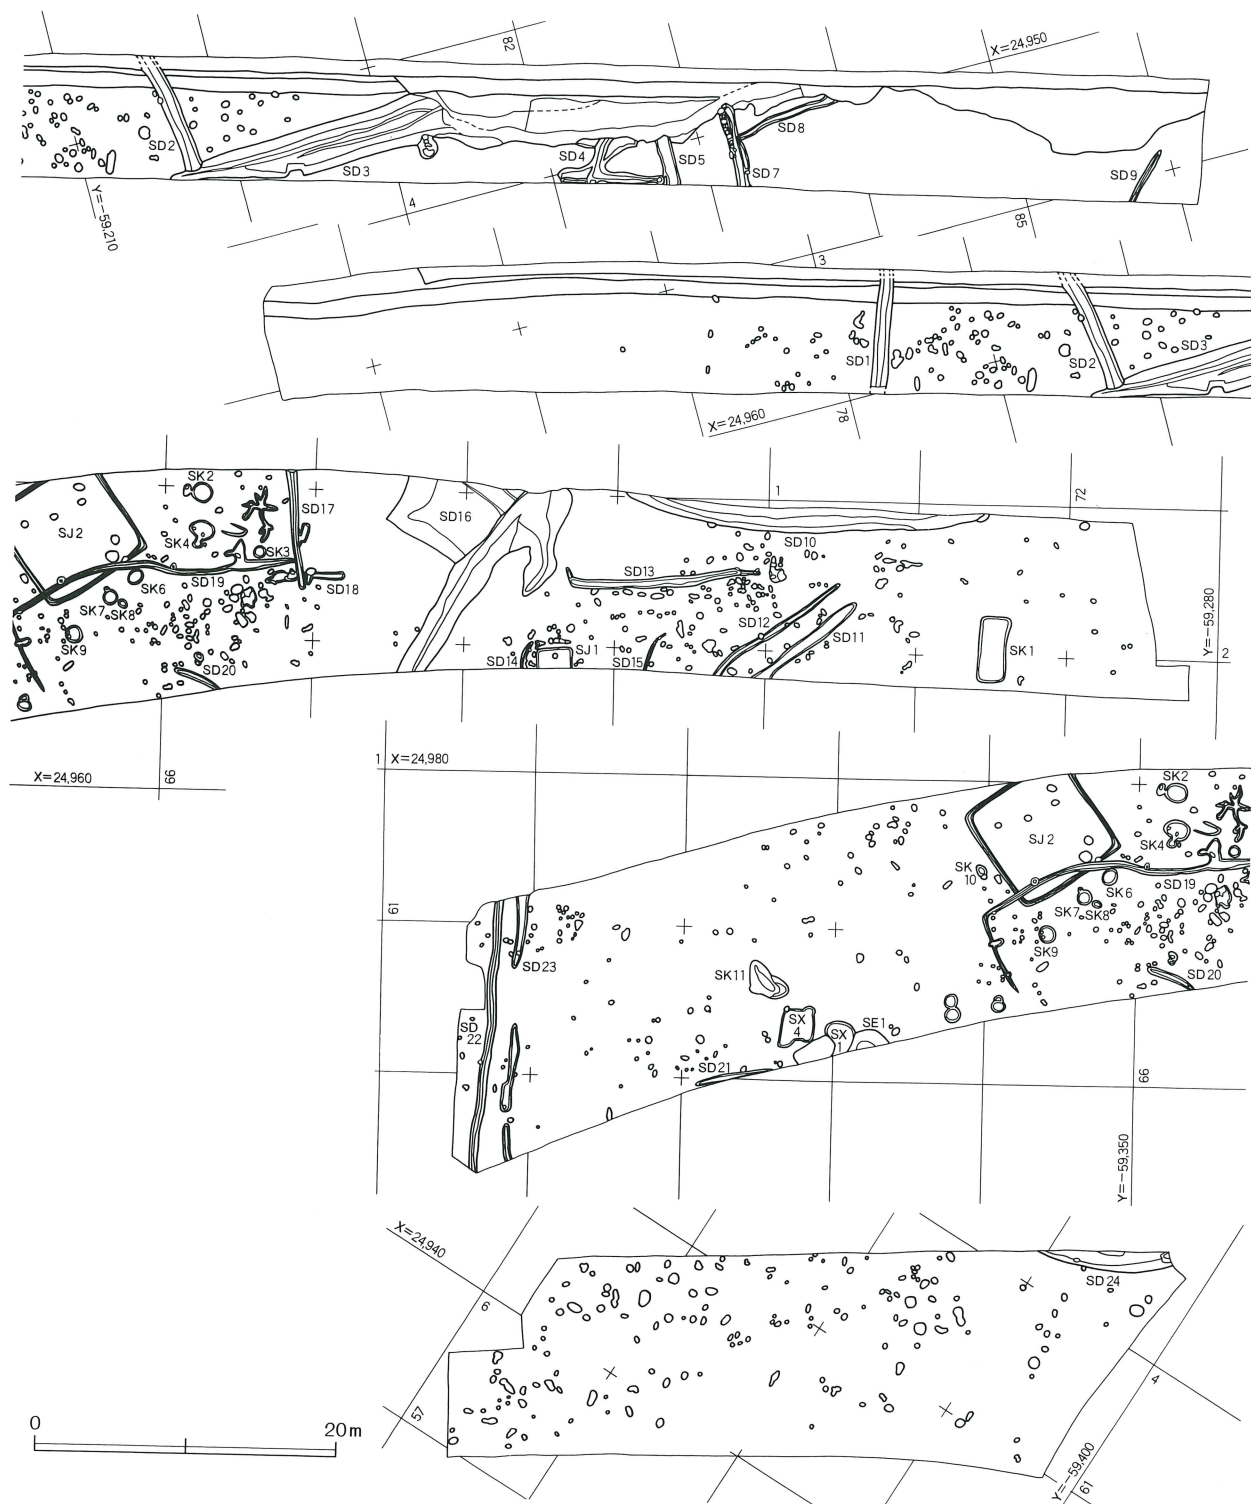 82
X=24,950
SD2
SD3
SD4
SD5
SD7
SD8
SD9
Y=-59,210
4
85
3
SD1
SD2
SD3
X=24,960
78
SK2
SJ2
SK4
SK3
SD17
SD19
SD18
SK6
SK7
SK8
SK9
SD20
SD16
SD13
SD10
SD12
SD11
SD14
SJ1
SD15
SK1
1
72
Y=-59,280
2
X=24,960
66
1 X=24,980
SK2
SJ2
SK4
SK
10
SK6
SD19
SK7
SK8
SK9
SD20
61
SD23
SK11
SD
22
SX
4
SX
1
SE1
SD21
66
Y=-59,350
X=24,940
6
SD24
57
4
Y=-59,400
61
0 20m